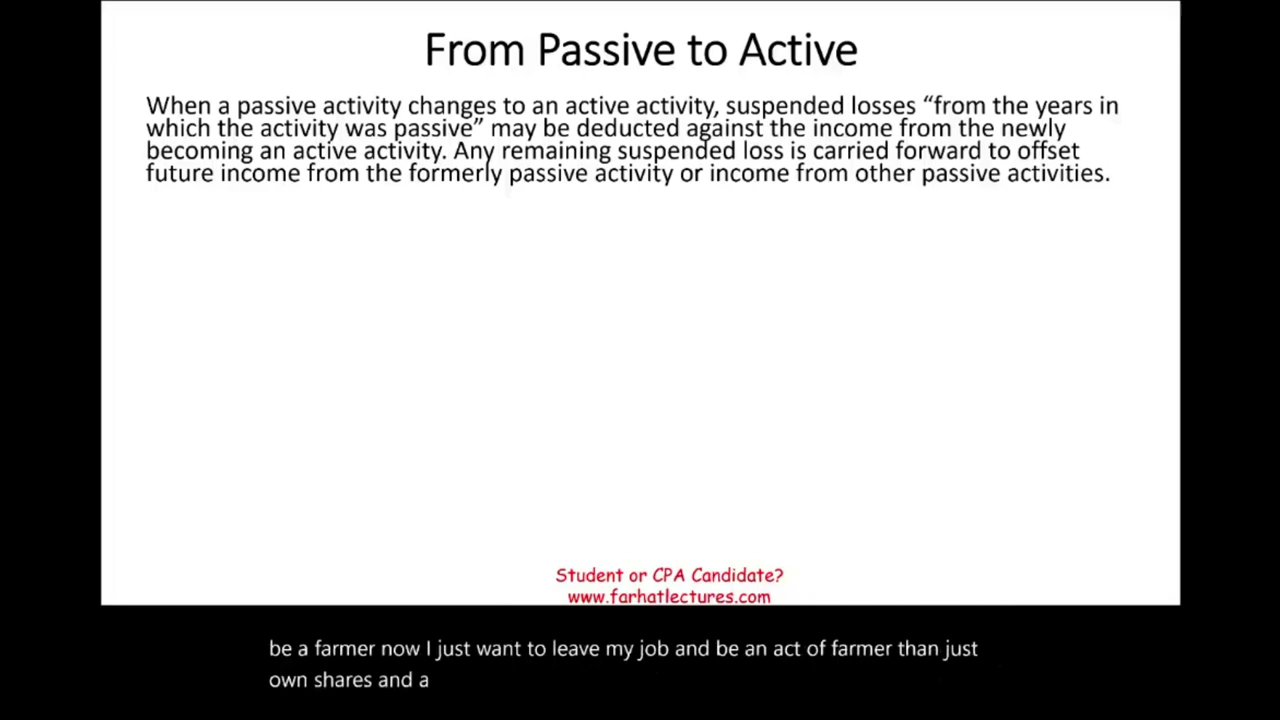 From Passive to Active
When a passive activity changes to an active activity, suspended losses “from the years in
which the activity was passive” may be deducted against the income from the newly
becoming an active activity. Any remaining suspended loss is carried forward to offset
future income from the formerly passive activity or income from other passive activities.
Student or CPA Candidate?
www.farhatlectures.com
be a farmer now I just want to leave my job and be an act of farmer than just
own shares and a